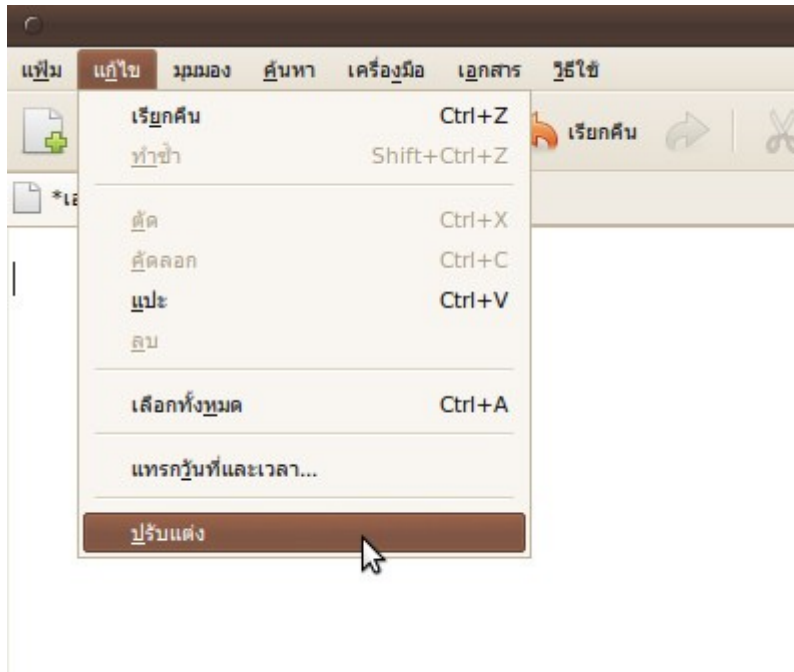 แฟ้ม แก้ไข มุมมอง ค้นหา เครื่องมือ เอกสาร วิธีใช้
เรียกคืน Ctrl+Z
เรียกคืน
ทำซ้ำ Shift+Ctrl+Z
ตัด Ctrl+X
คัดลอก Ctrl+C
แปะ Ctrl+V
ลบ
เลือกทั้งหมด Ctrl+A
แทรกวันที่และเวลา...
ปรับแต่ง